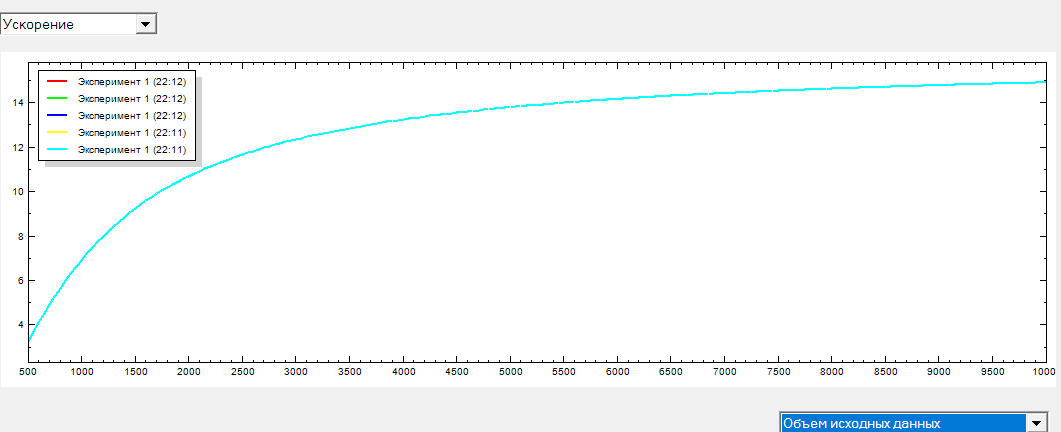 Ускорение
Эксперимент 1 (22:12)
Эксперимент 1 (22:12)
Эксперимент 1 (22:12)
Эксперимент 1 (22:11)
Эксперимент 1 (22:11)
14
12
10
8
6
4
500 1000 1500 2000 2500 3000 3500 4000 4500 5000 5500 6000 6500 7000 7500 8000 8500 9000 9500 1000
Объем исходных данных